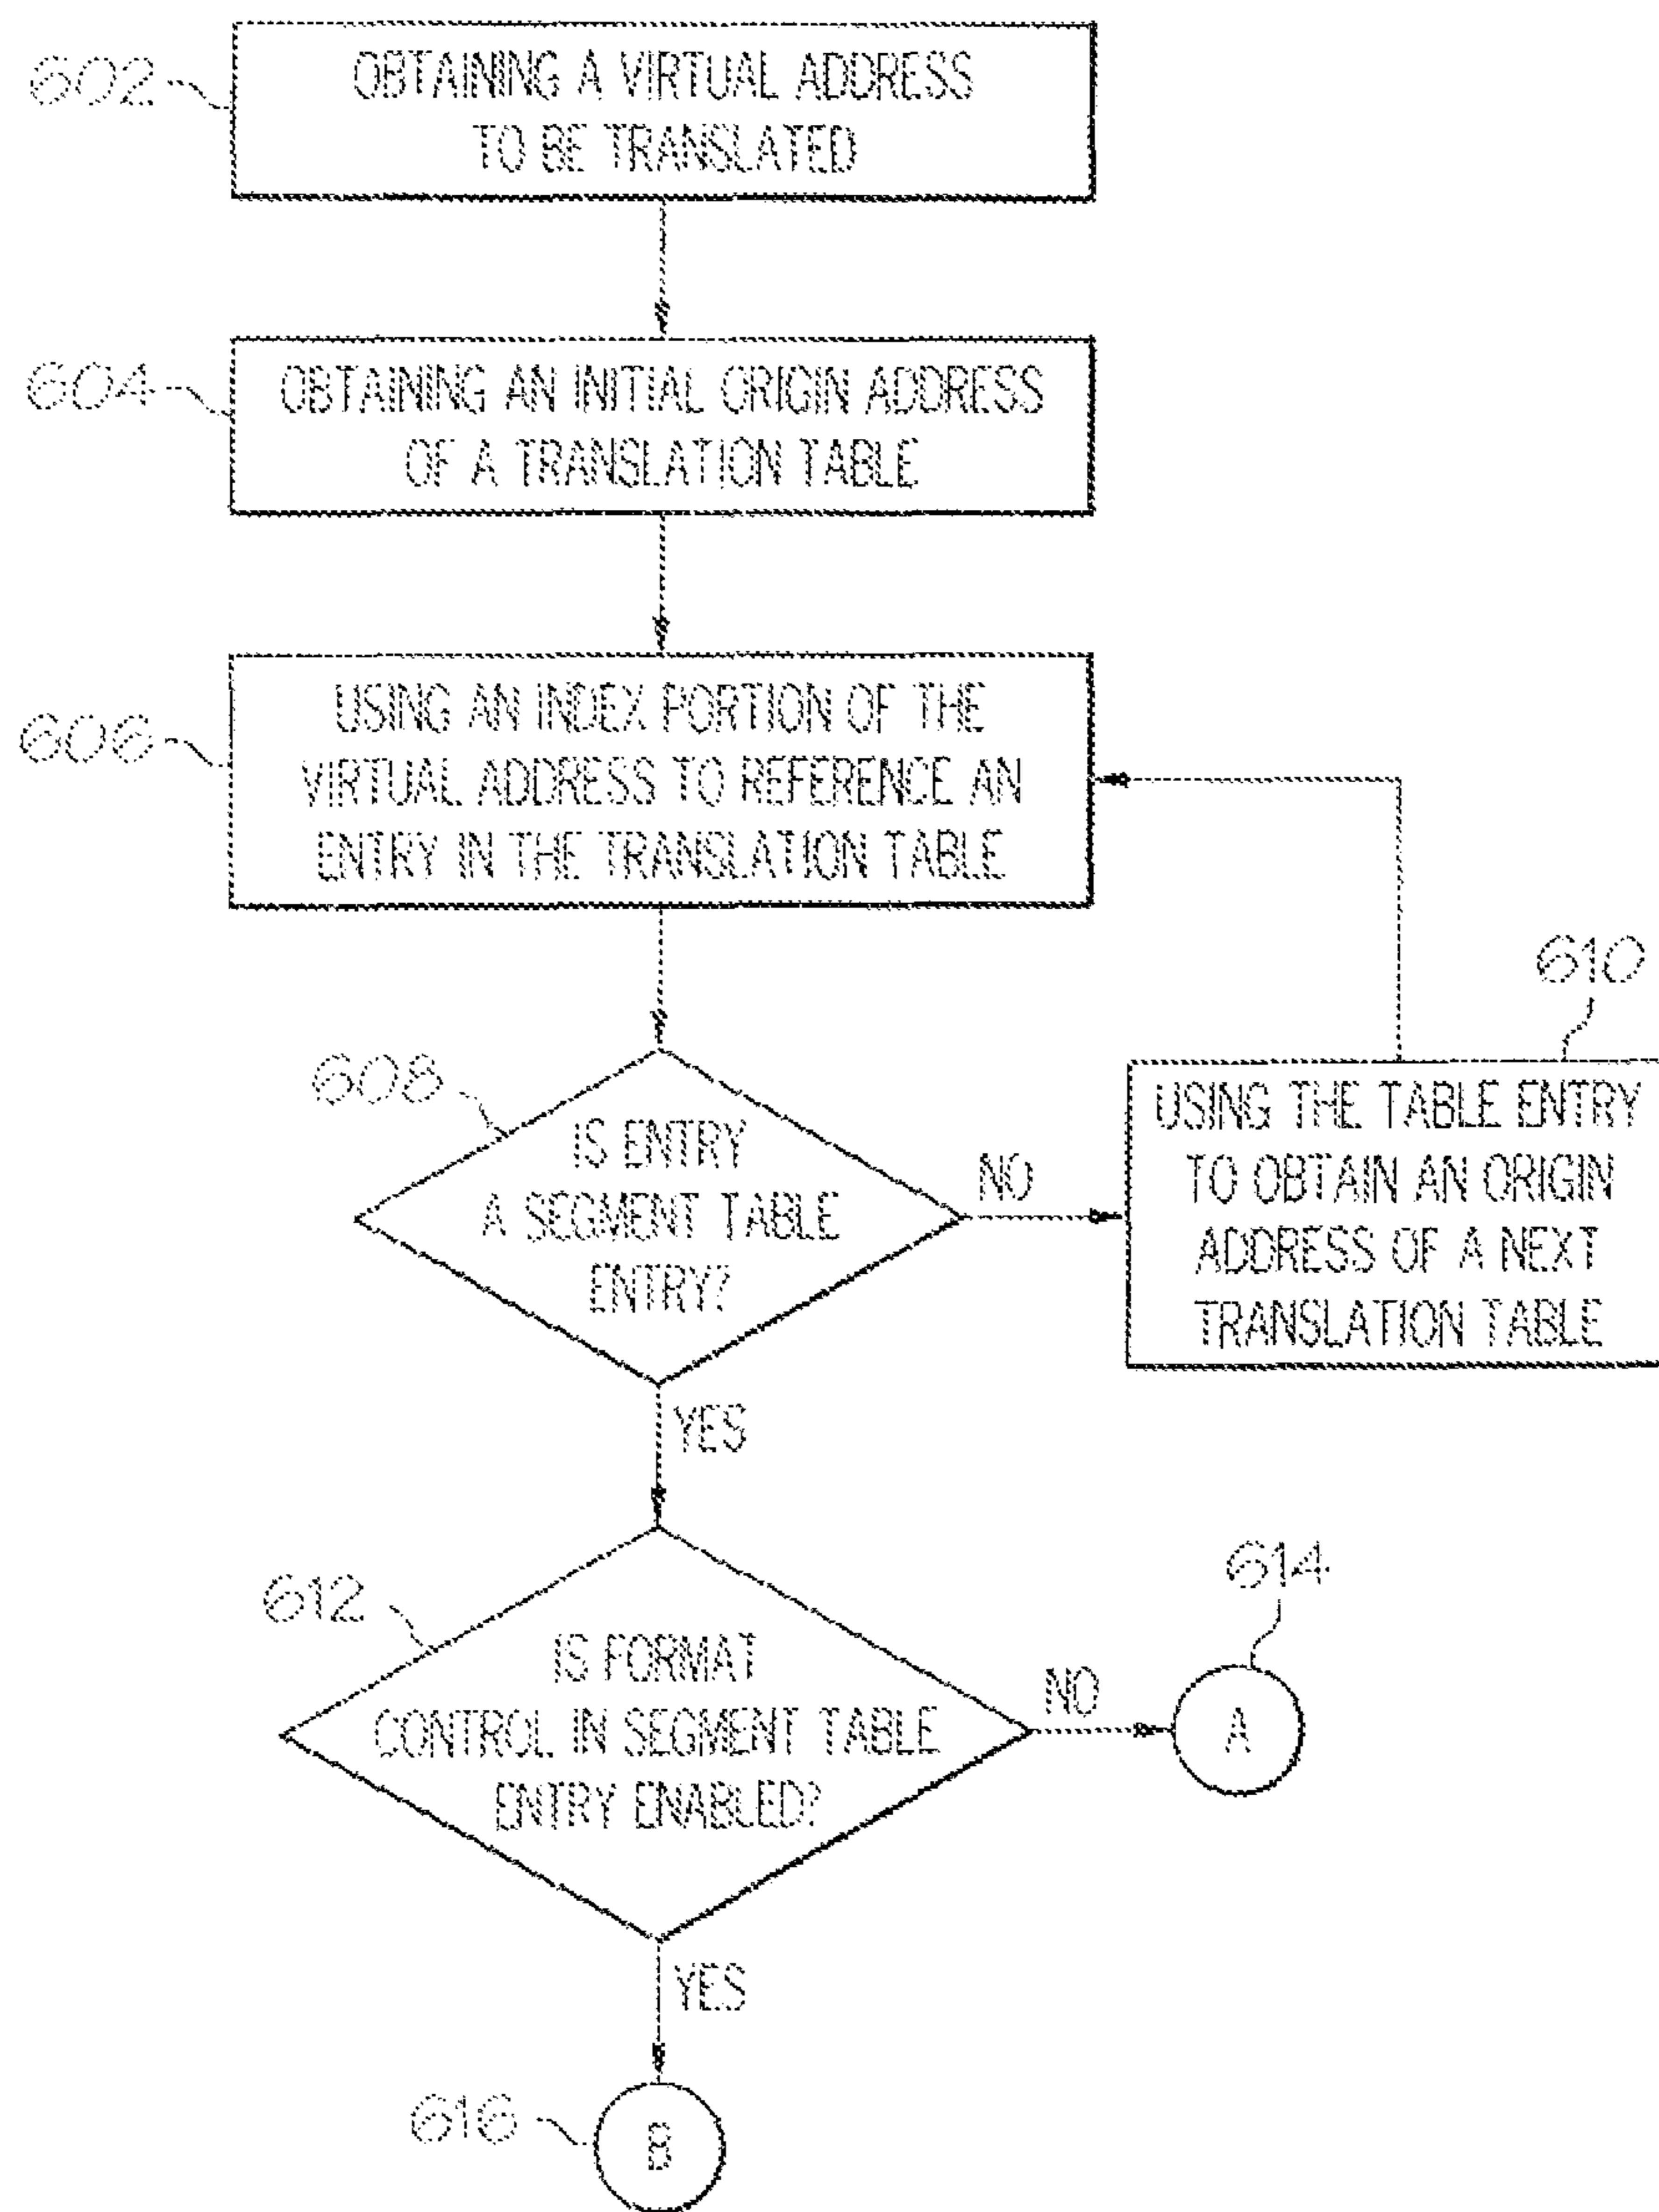 602
OBTAINING A VIRTUAL ADDRESS
TO BE TRANSLATED
604
OBTAINING AN INITIAL ORIGIN ADDRESS
OF A TRANSLATION TABLE
606
USING AN INDEX PORTION OF THE
VIRTUAL ADDRESS TO REFERENCE AN
ENTRY IN THE TRANSLATION TABLE
608
IS ENTRY
A SEGMENT TABLE
ENTRY?
NO
610
USING THE TABLE ENTRY
TO OBTAIN AN ORIGIN
ADDRESS OF A NEXT
TRANSLATION TABLE
YES
612
IS FORMAT
CONTROL IN SEGMENT TABLE
ENTRY ENABLED?
NO
614
A
YES
616
B